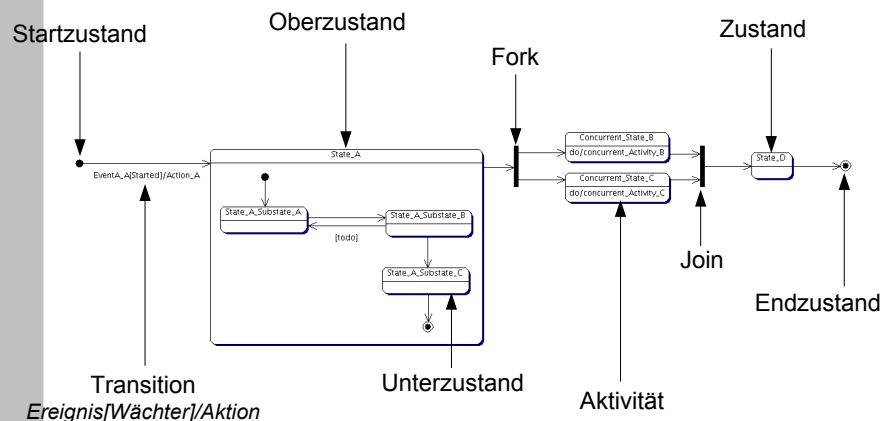 Startzustand
Oberzustand
Zustand
Fork
State_A
Concurrent_State_B
do/concurrent_Activity_B
State_D
EventA_A[Started]/Action_A
Concurrent_State_C
do/concurrent_Activity_C
State_A_Substate_A
State_A_Substate_B
[todo]
State_A_Substate_C
Join
Endzustand
Transition
Ereignis[Wächter]/Aktion
Unterzustand
Aktivität